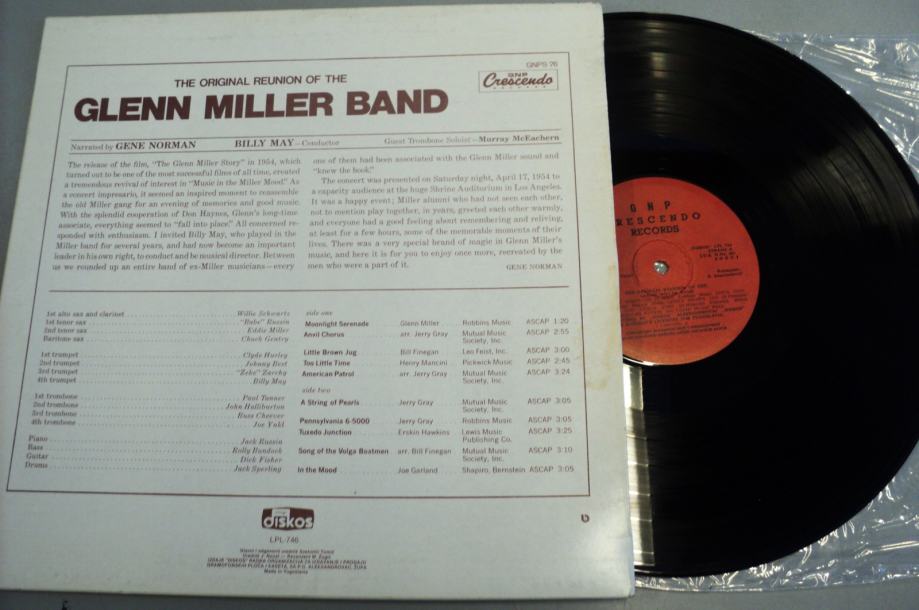 GNPS 76
THE ORIGINAL REUNION OF THE
GLENN MILLER BAND
GNP
Crescendo
RECORDS
Narrated by GENE NORMAN BILLY MAY – Conductor Guest Trombone Soloist – Murray McEachern
The release of the film, "The Glenn Miller Story" in 1954, which
turned out to be one of the most successful films of all time, created
a tremendous revival of interest in "Music in the Miller Mood." As
a concert impresario, it seemed an inspired moment to reassemble
the old Miller gang for an evening of memories and good music.
With the splendid cooperation of Don Haynes, Glenn's long-time
associate, everything seemed to "fall into place." All concerned re-
sponded with enthusiasm. I invited Billy May, who played in the
Miller band for several years, and had now become an important
leader in his own right, to conduct and be musical director. Between
us we rounded up an entire band of ex-Miller musicians – every
one of them had been associated with the Glenn Miller sound and
"knew the book."
The concert was presented on Saturday night, April 17, 1954 to
a capacity audience at the huge Shrine Auditorium in Los Angeles.
It was a happy event; Miller alumni who had not seen each other,
not to mention play together, in years, greeted each other warmly,
and everyone had a good feeling about remembering and reliving,
at least for a few hours, some of the memorable moments of their
lives. There was a very special brand of magic in Glenn Miller's
music, and here it is for you to enjoy once more, recreated by the
men who were a part of it.
GENE NORMAN
1st alto sax and clarinet Willie Schwartz
1st tenor sax "Babe" Russin
2nd tenor sax Eddie Miller
Baritone sax Chuck Gentry
1st trumpet Clyde Hurley
2nd trumpet Johnny Best
3rd trumpet "Zeke" Zarchy
4th trumpet Billy May
1st trombone Paul Tanner
2nd trombone John Halliburton
3rd trombone Russ Cheever
4th trombone Joe Yukl
Piano Jack Russin
Bass Rolly Bundock
Guitar Dick Fisher
Drums Jack Sperling
side one
Moonlight Serenade Glenn Miller Robbins Music ASCAP 1:20
Anvil Chorus arr. Jerry Gray Mutual Music ASCAP 2:55
Society, Inc.
Little Brown Jug Bill Finegan Leo Feist, Inc. ASCAP 3:00
Too Little Time Henry Mancini Pickwick Music ASCAP 2:45
American Patrol arr. Jerry Gray Mutual Music ASCAP 3:24
Society, Inc.
side two
A String of Pearls Jerry Gray Mutual Music ASCAP 3:05
Society, Inc.
Pennsylvania 6-5000 Jerry Gray Robbins Music ASCAP 3:05
Tuxedo Junction Erskin Hawkins Lewis Music ASCAP 3:25
Publishing Co.
Song of the Volga Boatmen arr. Bill Finegan Mutual Music ASCAP 3:10
Society, Inc.
In the Mood Joe Garland Shapiro, Bernstein ASCAP 3:05
diskos
LPL-746
IZDAJE "DISKOS" RADNA ORGANIZACIJA ZA IZDAVANJE I PRODAJU
GRAMOFONSKIH PLOČA I KASETA, SA P.O. ALEKSANDROVAC, ŽUPA
Made in Yugoslavia
G N P
RESCENDO
RECORDS